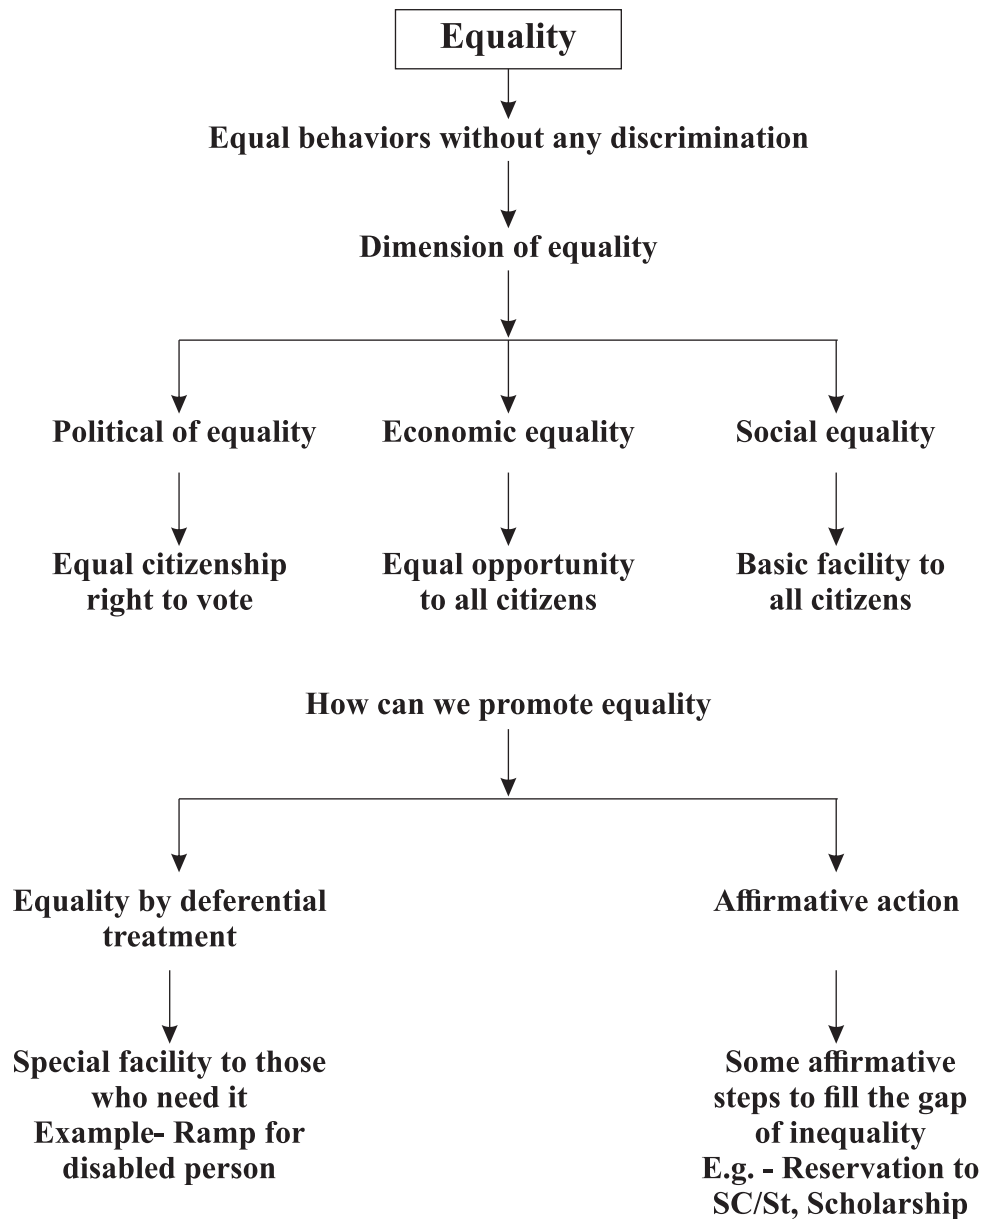 Equality
Equal behaviors without any discrimination
Dimension of equality
Political of equality
Economic equality
Social equality
Equal citizenship
right to vote
Equal opportunity
to all citizens
Basic facility to
all citizens
How can we promote equality
Equality by deferential
treatment
Affirmative action
Special facility to those
who need it
Example- Ramp for
disabled person
Some affirmative
steps to fill the gap
of inequality
E.g. - Reservation to
SC/St, Scholarship